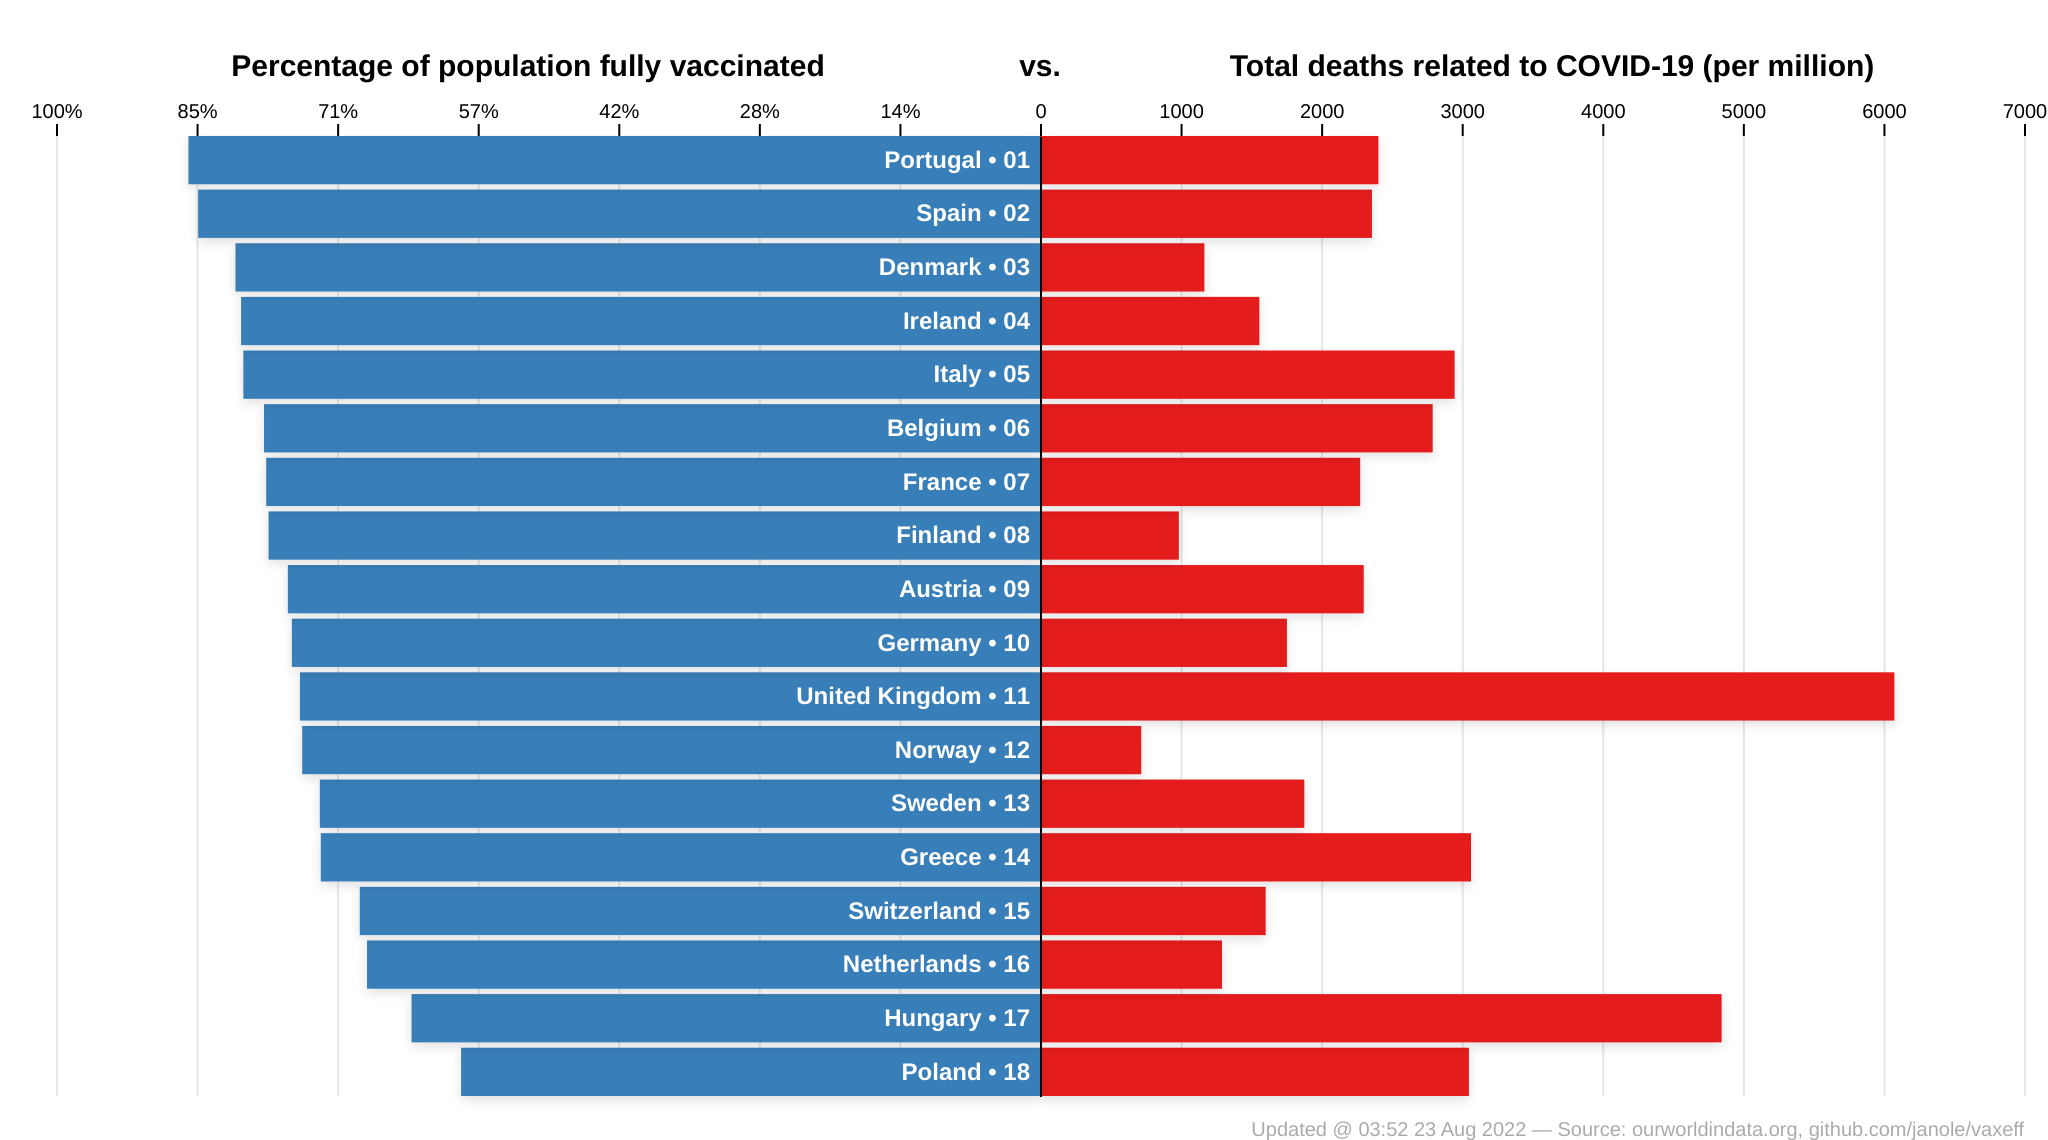 Percentage of population fully vaccinated vs. Total deaths related to COVID-19 (per million)
100% 85% 71% 57% 42% 28% 14% 0 1000 2000 3000 4000 5000 6000 7000
Portugal • 01
Spain • 02
Denmark • 03
Ireland • 04
Italy • 05
Belgium • 06
France • 07
Finland • 08
Austria • 09
Germany • 10
United Kingdom • 11
Norway • 12
Sweden • 13
Greece • 14
Switzerland • 15
Netherlands • 16
Hungary • 17
Poland • 18
Updated @ 03:52 23 Aug 2022 — Source: ourworldindata.org, github.com/janole/vaxeff